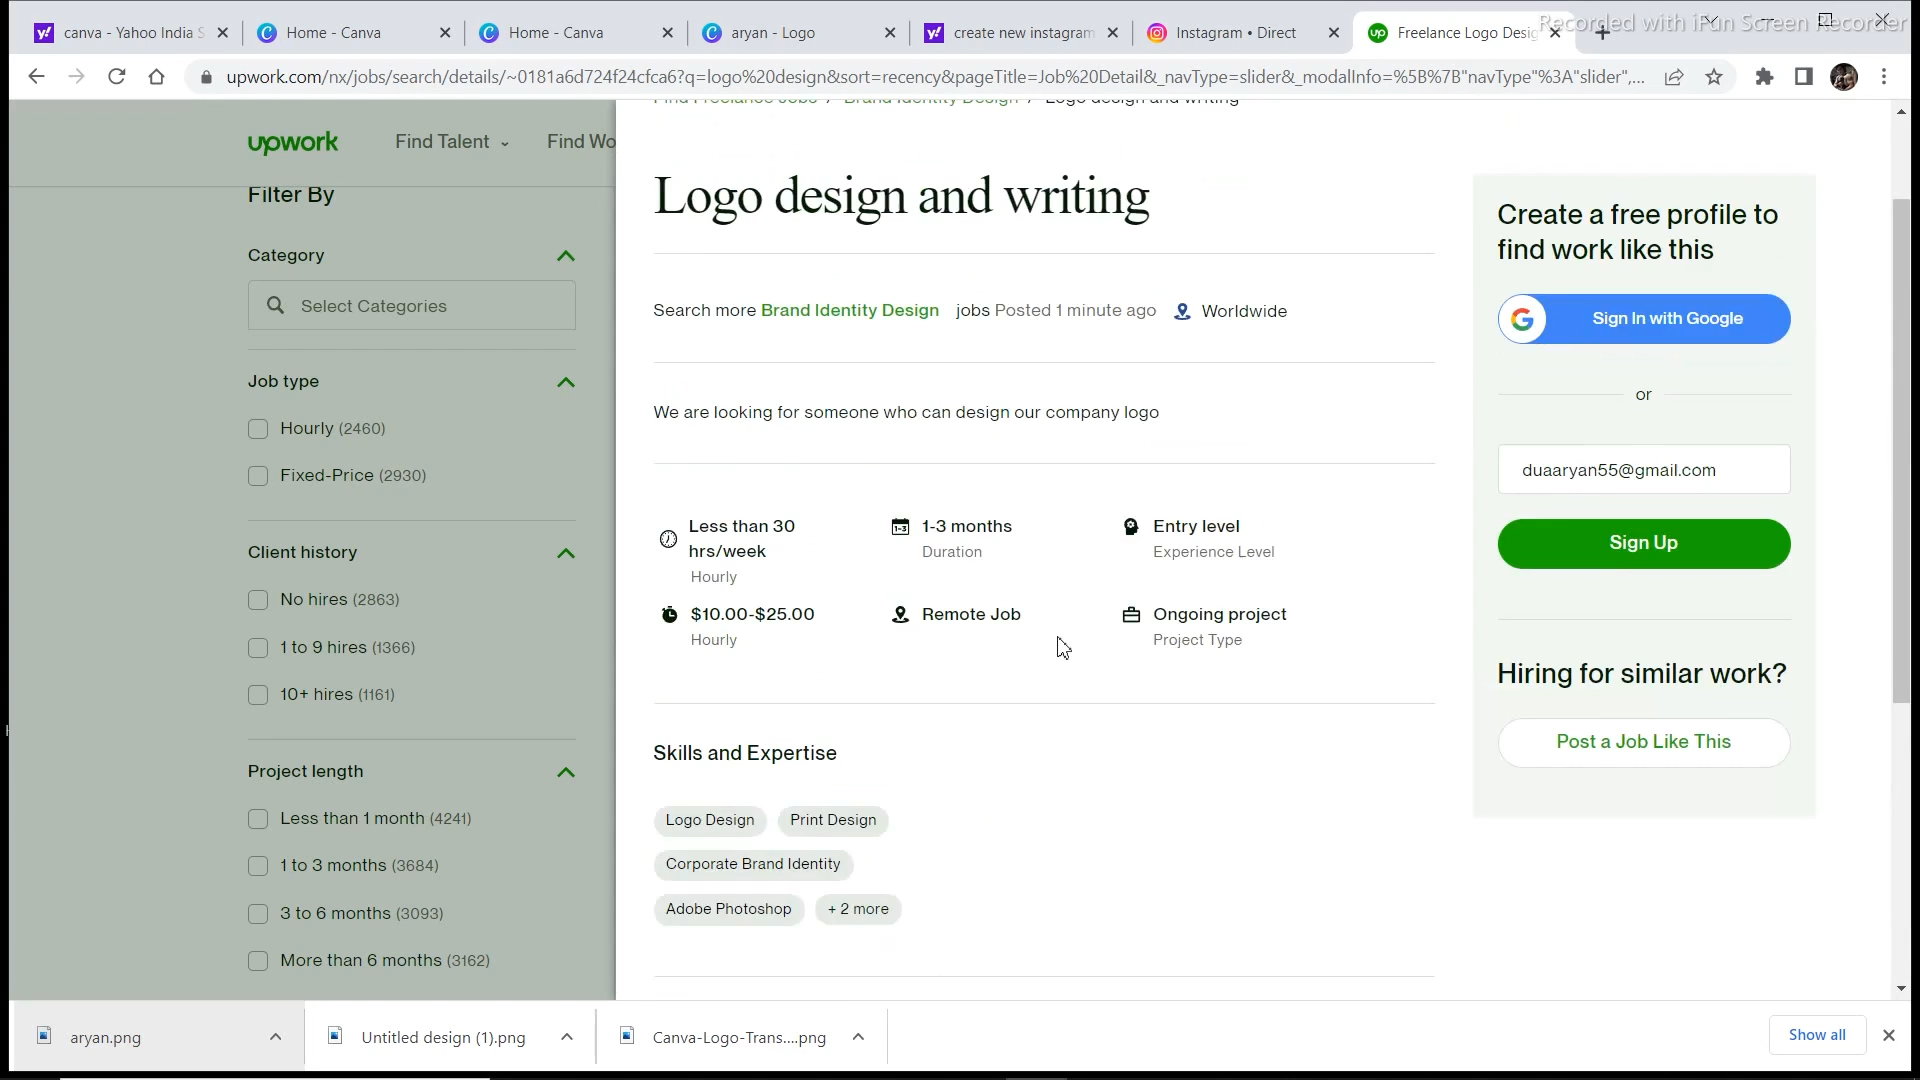 Recorded with iFun Screen Recorder
canva - Yahoo India S
Home - Canva
Home - Canva
aryan - Logo
create new instagram
Instagram • Direct
Freelance Logo Desig
upwork.com/nx/jobs/search/details/~0181a6d724f24cfca6?q=logo%20design&sort=recency&pageTitle=Job%20Detail&_navType=slider&_modalInfo=%5B%7B"navType"%3A"slider",...
Find Freelance Jobs / Brand Identity Design / Logo design and writing
upwork
Find Talent
Find Wo
Filter By
Category
Select Categories
Job type
Hourly (2460)
Fixed-Price (2930)
Client history
No hires (2863)
1 to 9 hires (1366)
10+ hires (1161)
Project length
Less than 1 month (4241)
1 to 3 months (3684)
3 to 6 months (3093)
More than 6 months (3162)
Logo design and writing
Search more Brand Identity Design jobs Posted 1 minute ago Worldwide
We are looking for someone who can design our company logo
Less than 30
hrs/week
Hourly
1-3 months
Duration
Entry level
Experience Level
$10.00-$25.00
Hourly
Remote Job
Ongoing project
Project Type
Skills and Expertise
Logo Design
Print Design
Corporate Brand Identity
Adobe Photoshop
+ 2 more
Create a free profile to
find work like this
Sign In with Google
or
duaaryan55@gmail.com
Sign Up
Hiring for similar work?
Post a Job Like This
aryan.png
Untitled design (1).png
Canva-Logo-Trans....png
Show all